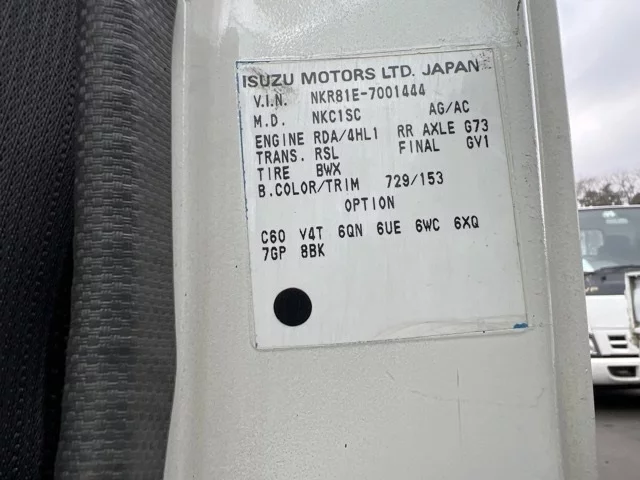 ISUZU MOTORS LTD. JAPAN
V.I.N. NKR81E-7001444
M.D. NKC1SC AG/AC
ENGINE RDA/4HL1 RR AXLE G73
TRANS. RSL FINAL GV1
TIRE BWX
B.COLOR/TRIM 729/153
OPTION
C60 V4T 6QN 6UE 6WC 6XQ
7GP 8BK